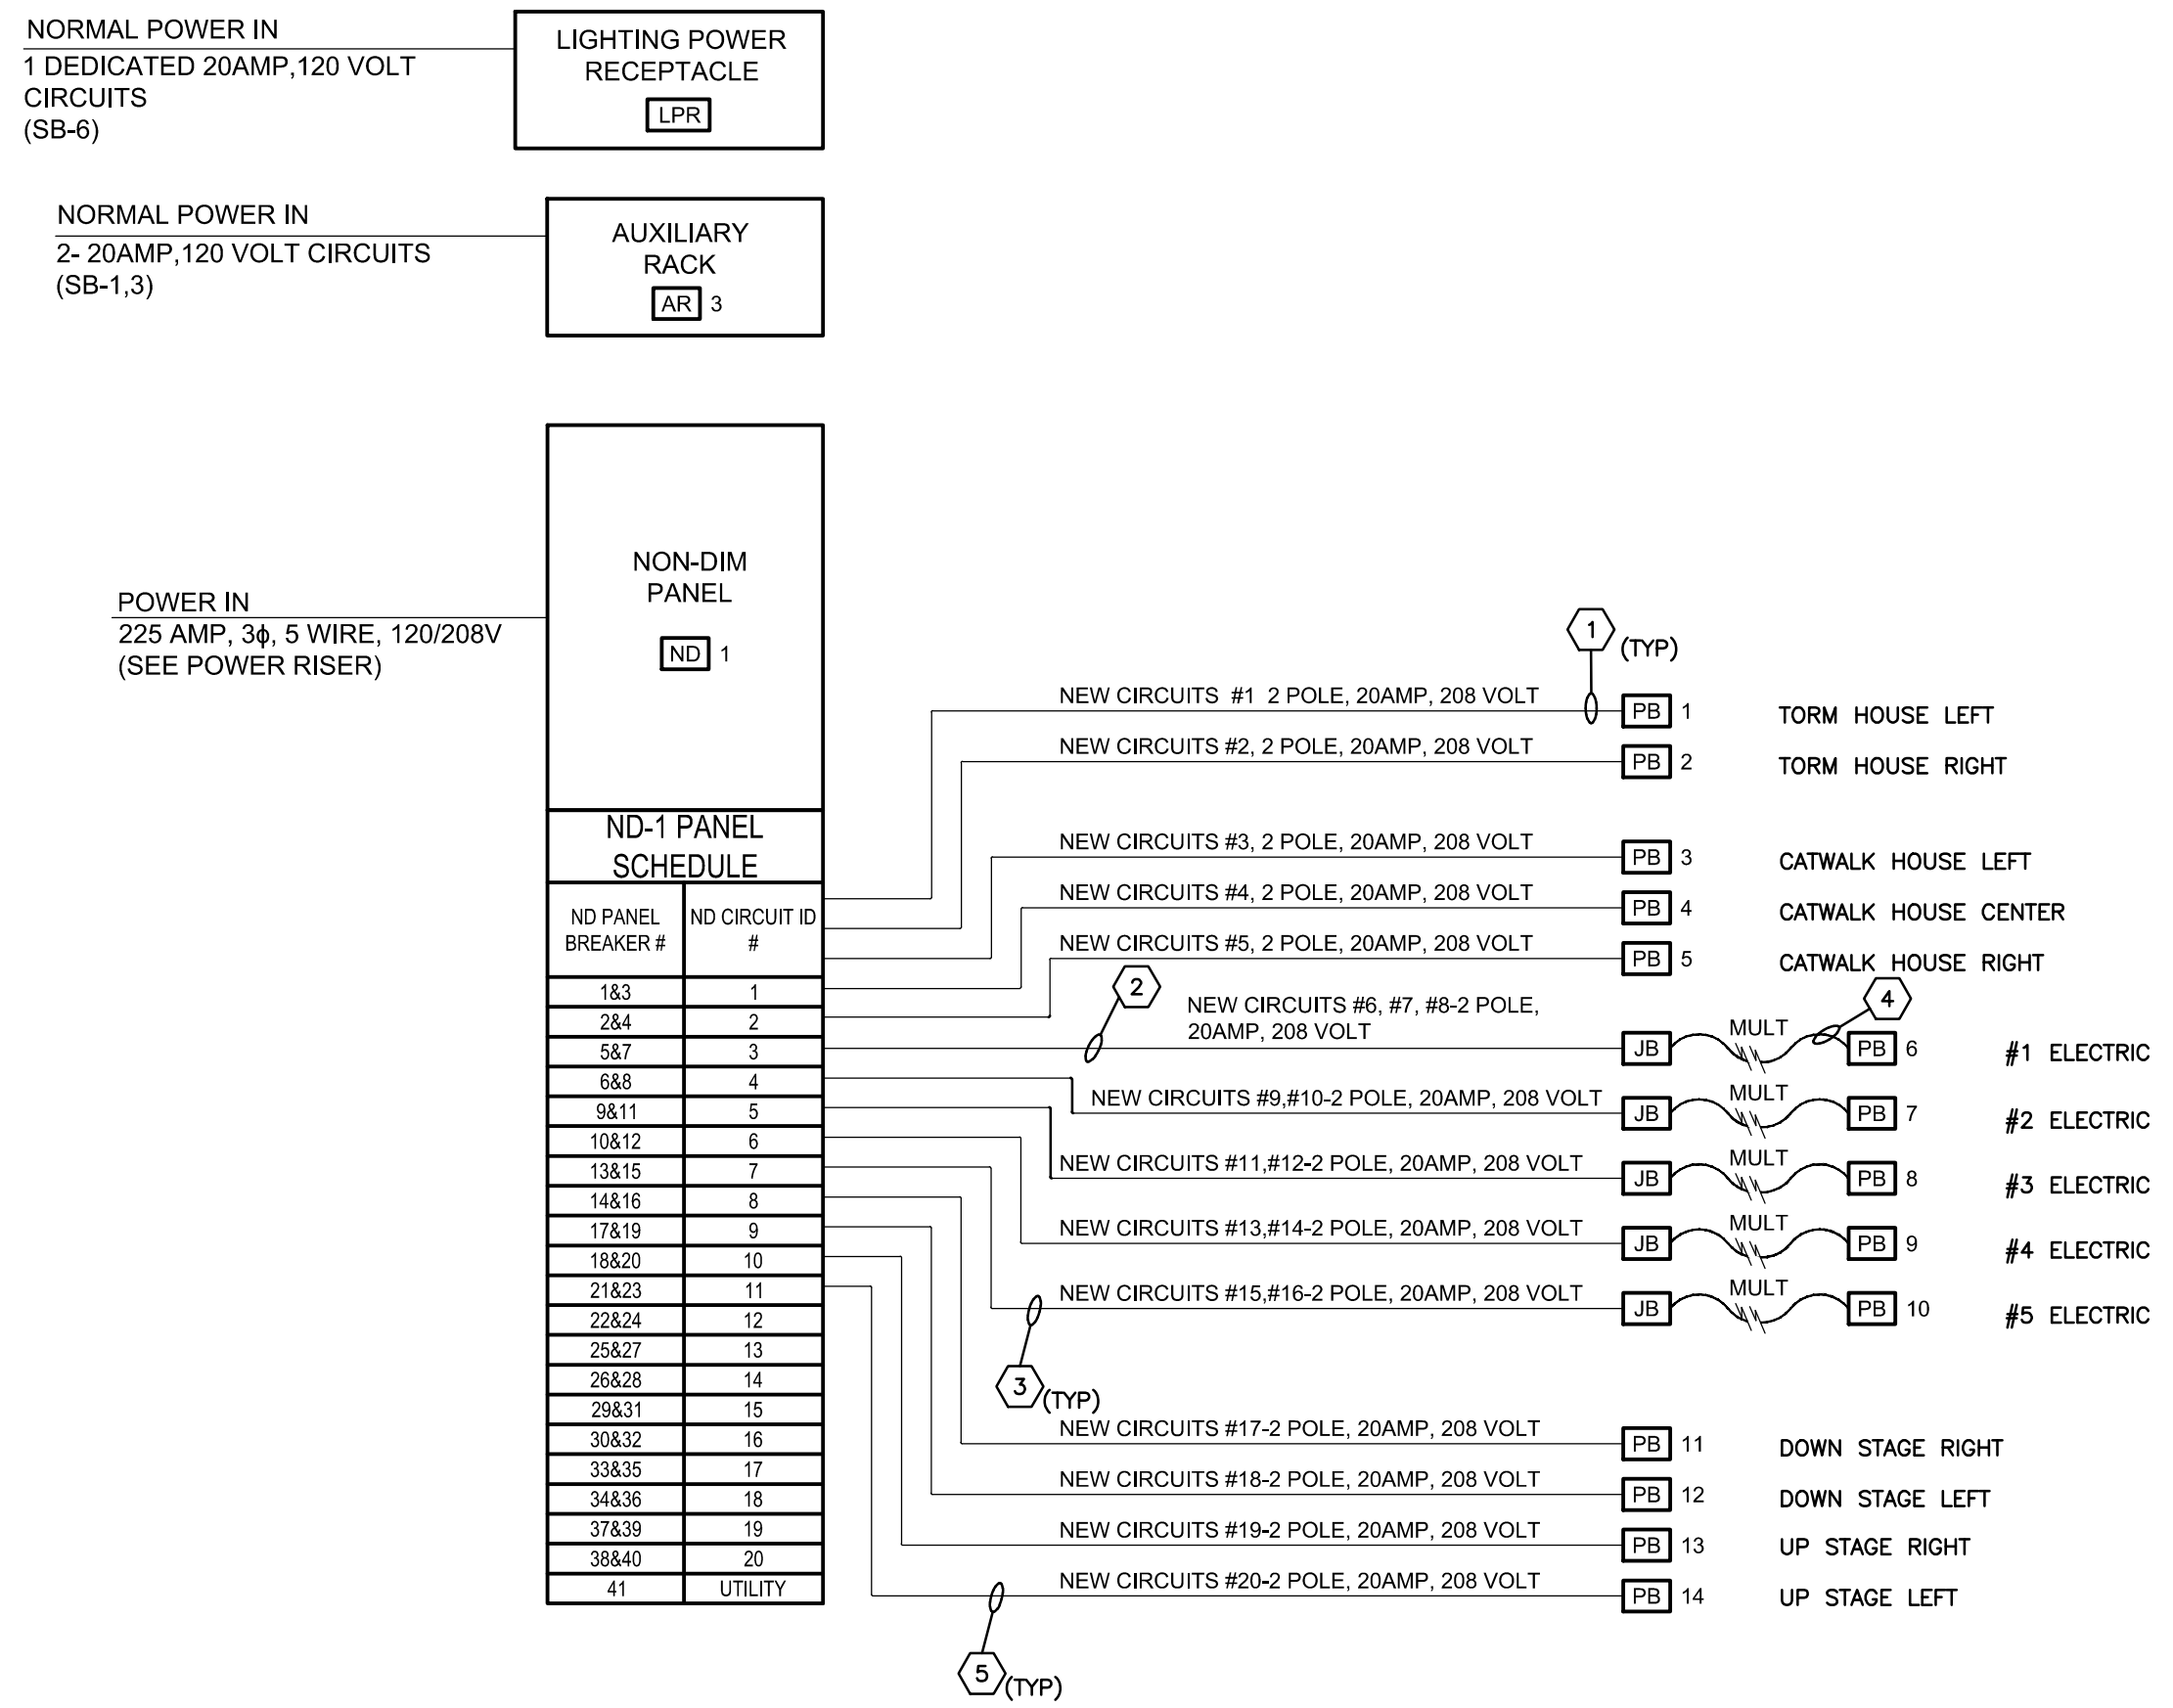 NORMAL POWER IN
1 DEDICATED 20AMP,120 VOLT
CIRCUITS
(SB-6)
LIGHTING POWER
RECEPTACLE
LPR
NORMAL POWER IN
2- 20AMP,120 VOLT CIRCUITS
(SB-1,3)
AUXILIARY
RACK
AR 3
POWER IN
225 AMP, 3ϕ, 5 WIRE, 120/208V
(SEE POWER RISER)
NON-DIM
PANEL
ND 1
ND-1 PANEL
SCHEDULE
ND PANEL
BREAKER #
ND CIRCUIT ID
#
1&3 1
2&4 2
5&7 3
6&8 4
9&11 5
10&12 6
13&15 7
14&16 8
17&19 9
18&20 10
21&23 11
22&24 12
25&27 13
26&28 14
29&31 15
30&32 16
33&35 17
34&36 18
37&39 19
38&40 20
41 UTILITY
1 (TYP)
NEW CIRCUITS #1 2 POLE, 20AMP, 208 VOLT
PB 1 TORM HOUSE LEFT
NEW CIRCUITS #2, 2 POLE, 20AMP, 208 VOLT
PB 2 TORM HOUSE RIGHT
NEW CIRCUITS #3, 2 POLE, 20AMP, 208 VOLT
PB 3 CATWALK HOUSE LEFT
NEW CIRCUITS #4, 2 POLE, 20AMP, 208 VOLT
PB 4 CATWALK HOUSE CENTER
NEW CIRCUITS #5, 2 POLE, 20AMP, 208 VOLT
PB 5 CATWALK HOUSE RIGHT
2
4
NEW CIRCUITS #6, #7, #8-2 POLE,
20AMP, 208 VOLT
JB MULT PB 6 #1 ELECTRIC
NEW CIRCUITS #9,#10-2 POLE, 20AMP, 208 VOLT
JB MULT PB 7 #2 ELECTRIC
NEW CIRCUITS #11,#12-2 POLE, 20AMP, 208 VOLT
JB MULT PB 8 #3 ELECTRIC
NEW CIRCUITS #13,#14-2 POLE, 20AMP, 208 VOLT
JB MULT PB 9 #4 ELECTRIC
NEW CIRCUITS #15,#16-2 POLE, 20AMP, 208 VOLT
JB MULT PB 10 #5 ELECTRIC
3 (TYP)
NEW CIRCUITS #17-2 POLE, 20AMP, 208 VOLT
PB 11 DOWN STAGE RIGHT
NEW CIRCUITS #18-2 POLE, 20AMP, 208 VOLT
PB 12 DOWN STAGE LEFT
NEW CIRCUITS #19-2 POLE, 20AMP, 208 VOLT
PB 13 UP STAGE RIGHT
NEW CIRCUITS #20-2 POLE, 20AMP, 208 VOLT
PB 14 UP STAGE LEFT
5 (TYP)